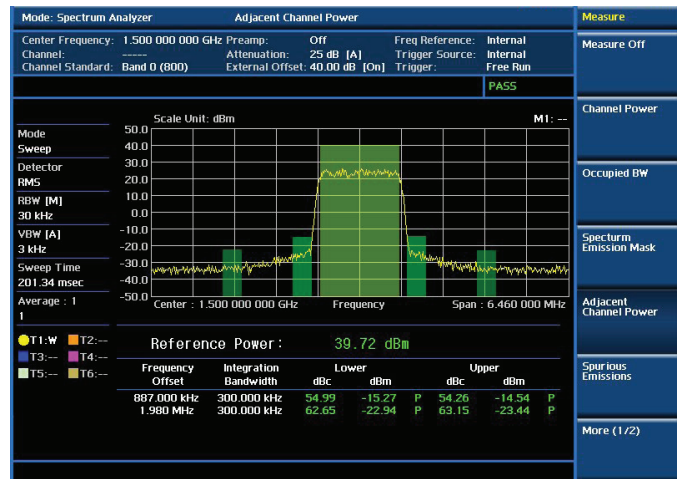 Mode: Spectrum Analyzer Adjacent Channel Power Measure
Center Frequency: 1.500 000 000 GHz Preamp: Off Freq Reference: Internal
Channel: ----- Attenuation: 25 dB [A] Trigger Source: Internal
Channel Standard: Band 0 (800) External Offset: 40.00 dB [On] Trigger: Free Run
Measure Off
PASS
Channel Power
Scale Unit: dBm M1: --
Mode
Sweep
Detector
RMS
RBW [M]
30 kHz
VBW [A]
3 kHz
Sweep Time
201.34 msec
Average : 1
1
T1:W T2:--
T3:-- T4:--
T5:-- T6:--
50.0
40.0
30.0
20.0
10.0
0.0
-10.0
-20.0
-30.0
-40.0
-50.0
Center : 1.500 000 000 GHz Frequency Span : 6.460 000 MHz
Reference Power: 39.72 dBm
Frequency Integration Lower Upper
Offset Bandwidth dBc dBm dBc dBm
887.000 kHz 300.000 kHz 54.99 -15.27 P 54.26 -14.54 P
1.980 MHz 300.000 kHz 62.65 -22.94 P 63.15 -23.44 P
Occupied BW
Specturm
Emission Mask
Adjacent
Channel Power
Spurious
Emissions
More (1/2)